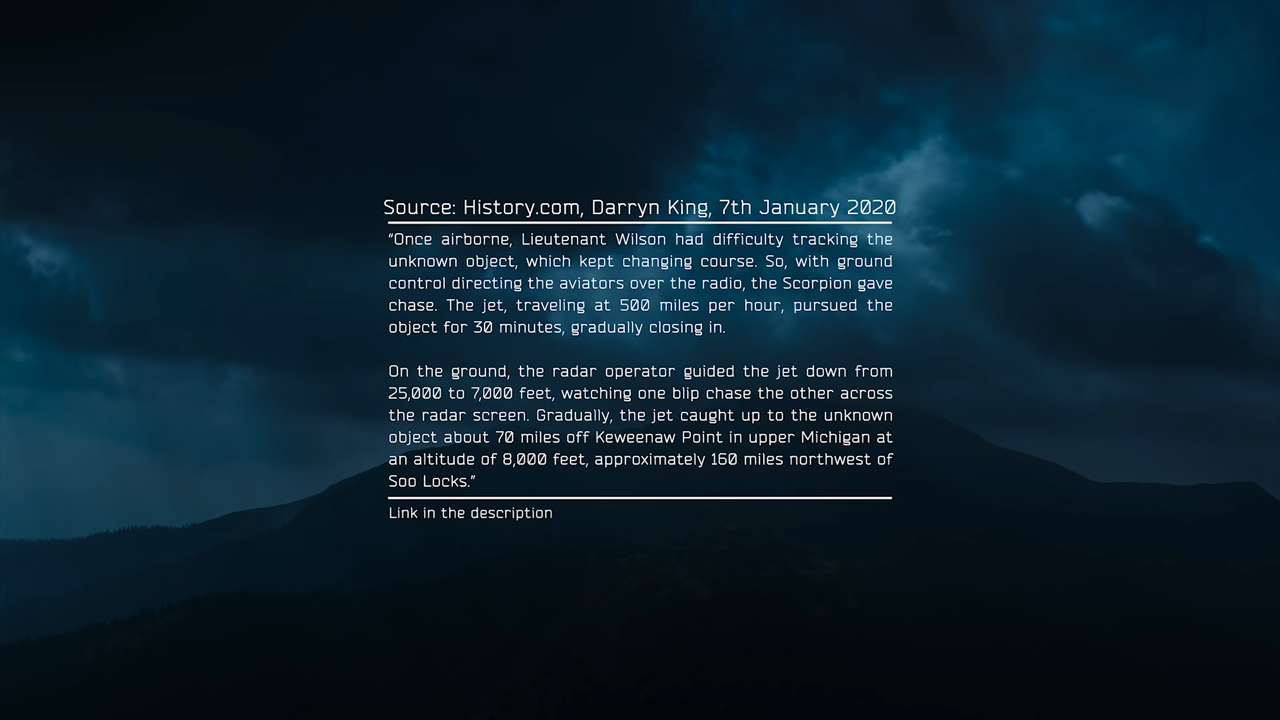 Source: History.com, Darryn King, 7th January 2020
“Once airborne, Lieutenant Wilson had difficulty tracking the
unknown object, which kept changing course. So, with ground
control directing the aviators over the radio, the Scorpion gave
chase. The jet, traveling at 500 miles per hour, pursued the
object for 30 minutes, gradually closing in.
On the ground, the radar operator guided the jet down from
25,000 to 7,000 feet, watching one blip chase the other across
the radar screen. Gradually, the jet caught up to the unknown
object about 70 miles off Keweenaw Point in upper Michigan at
an altitude of 8,000 feet, approximately 160 miles northwest of
Soo Locks.”
Link in the description